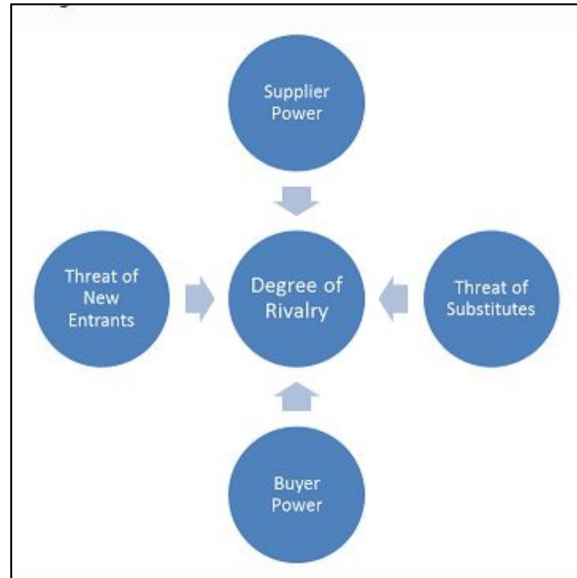 Supplier
Power
Threat of
New
Entrants
Degree of
Rivalry
Threat of
Substitutes
Buyer
Power